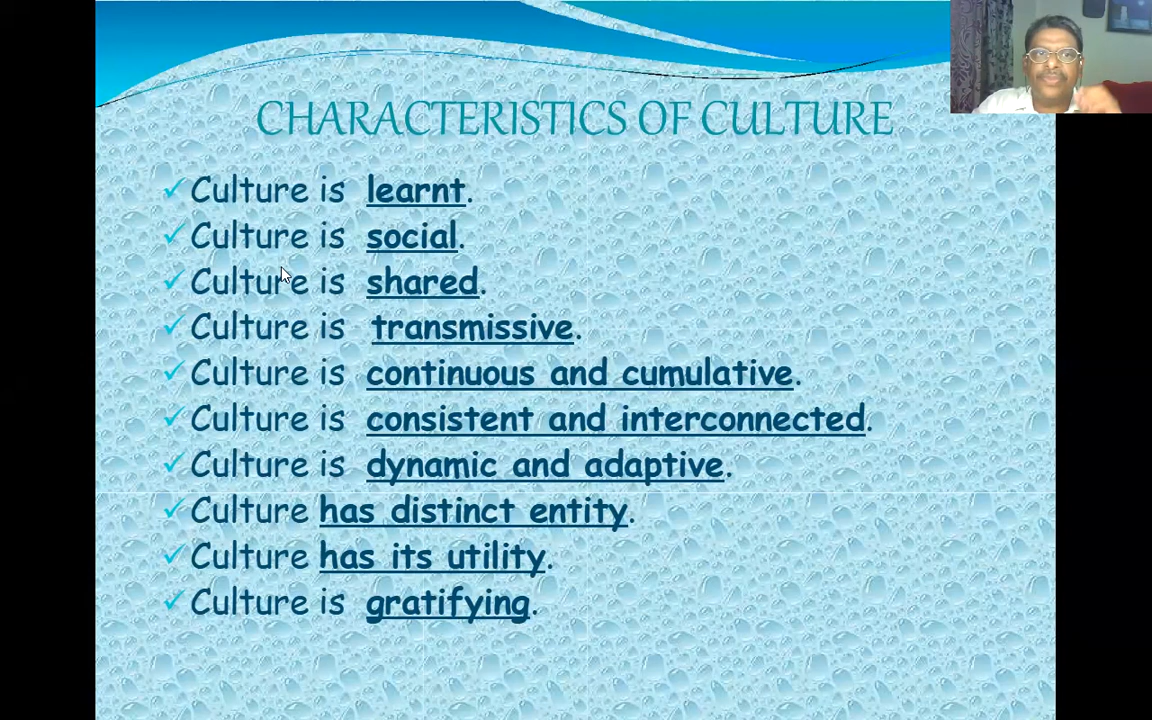 CHARACTERISTICS OF CULTURE
Culture is learnt.
Culture is social.
Culture is shared.
Culture is transmissive.
Culture is continuous and cumulative.
Culture is consistent and interconnected.
Culture is dynamic and adaptive.
Culture has distinct entity.
Culture has its utility.
Culture is gratifying.